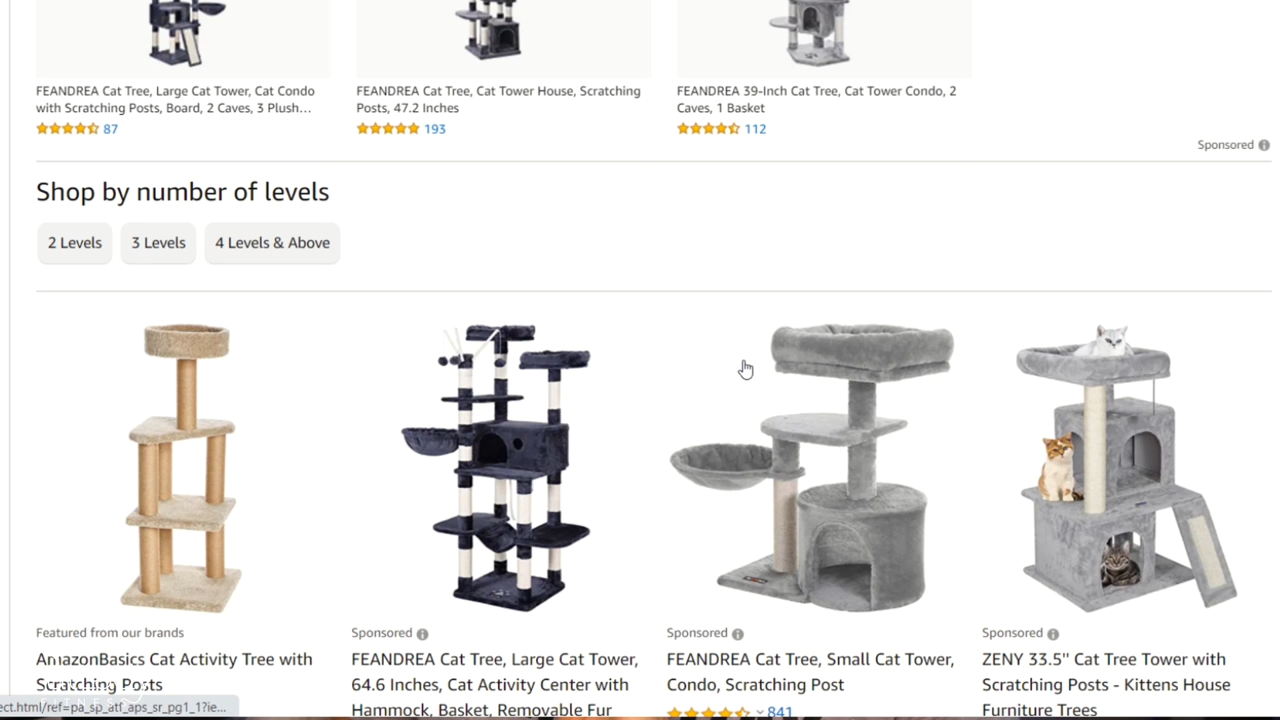 FEANDREA Cat Tree, Large Cat Tower, Cat Condo
with Scratching Posts, Board, 2 Caves, 3 Plush...
87
FEANDREA Cat Tree, Cat Tower House, Scratching
Posts, 47.2 Inches
193
FEANDREA 39-Inch Cat Tree, Cat Tower Condo, 2
Caves, 1 Basket
112
Sponsored
Shop by number of levels
2 Levels
3 Levels
4 Levels & Above
Featured from our brands
AmazonBasics Cat Activity Tree with
Scratching Posts
Sponsored
FEANDREA Cat Tree, Large Cat Tower,
64.6 Inches, Cat Activity Center with
Hammock, Basket, Removable Fur
Sponsored
FEANDREA Cat Tree, Small Cat Tower,
Condo, Scratching Post
841
Sponsored
ZENY 33.5" Cat Tree Tower with
Scratching Posts - Kittens House
Furniture Trees
ect.html/ref=pa_sp_atf_aps_sr_pg1_1?ie...